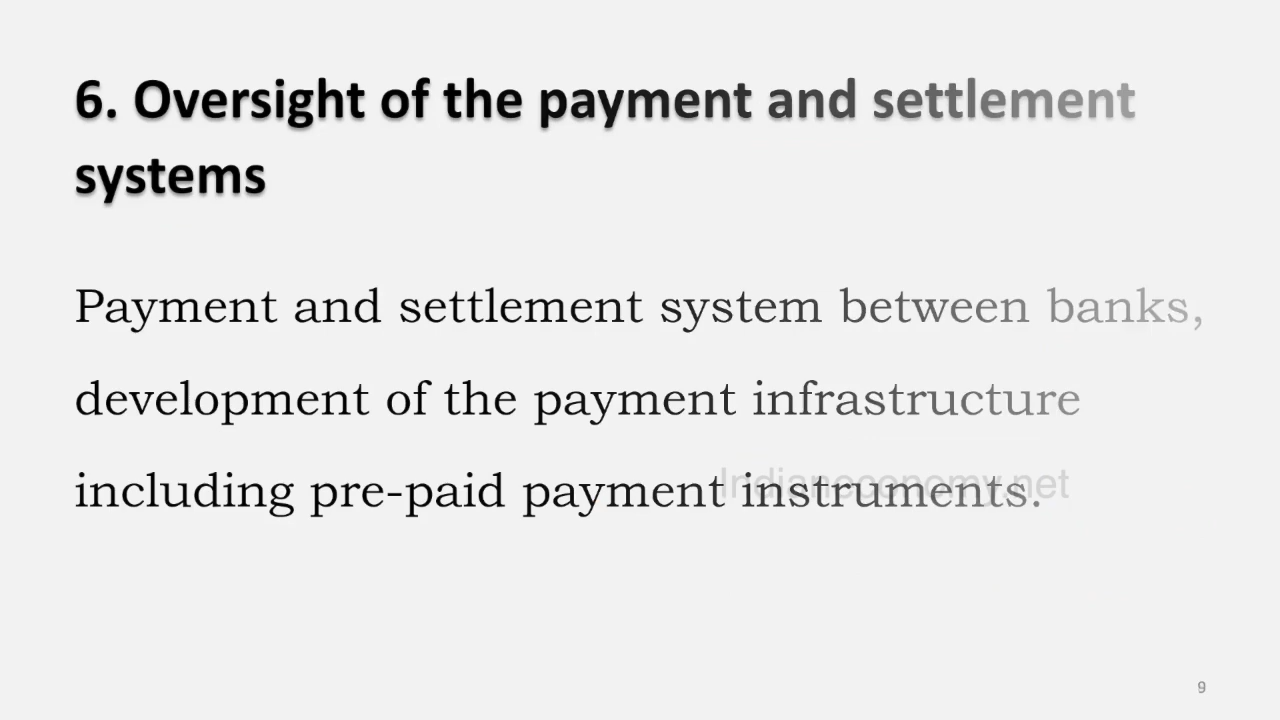 6. Oversight of the payment and settlement
systems
Payment and settlement system between banks,
development of the payment infrastructure
including pre-paid payment instruments.
Indianeconomy.net
9